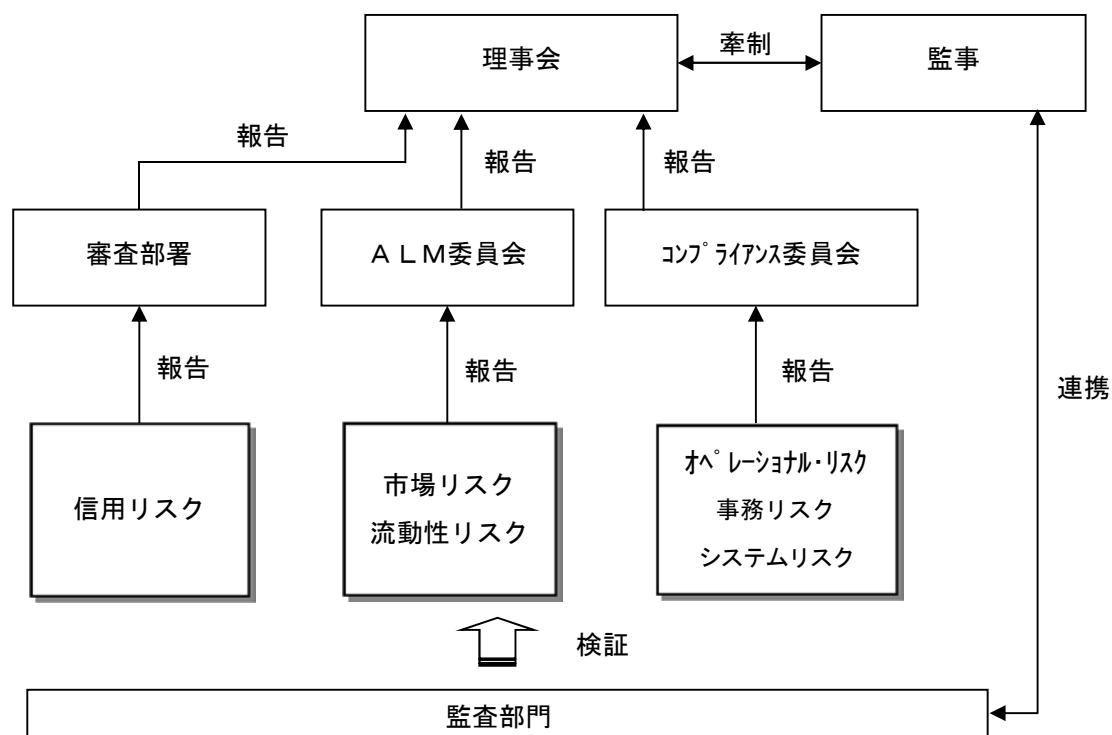 理事会
牽制
監事
報告
報告
報告
審査部署
ＡＬＭ委員会
ｺﾝﾌﾟﾗｲｱﾝｽ委員会
報告
報告
報告
連携
信用リスク
市場リスク
流動性リスク
ｵﾍﾟﾚｰｼｮﾅﾙ・ﾘｽｸ
事務リスク
システムリスク
検証
監査部門